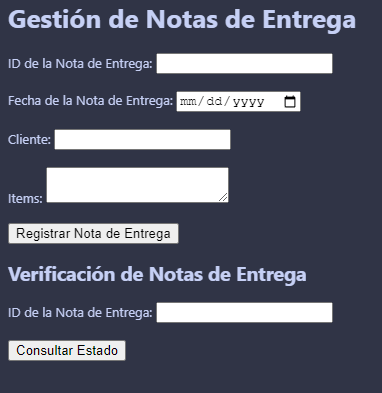 Gestión de Notas de Entrega
ID de la Nota de Entrega:
Fecha de la Nota de Entrega: mm/dd/yyyy
Cliente:
Items:
Registrar Nota de Entrega
Verificación de Notas de Entrega
ID de la Nota de Entrega:
Consultar Estado